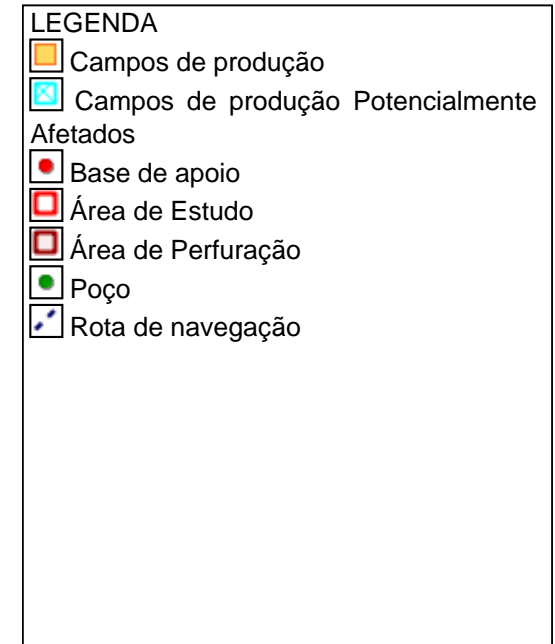 LEGENDA
Campos de produção
Campos de produção Potencialmente
Afetados
Base de apoio
Área de Estudo
Área de Perfuração
Poço
Rota de navegação